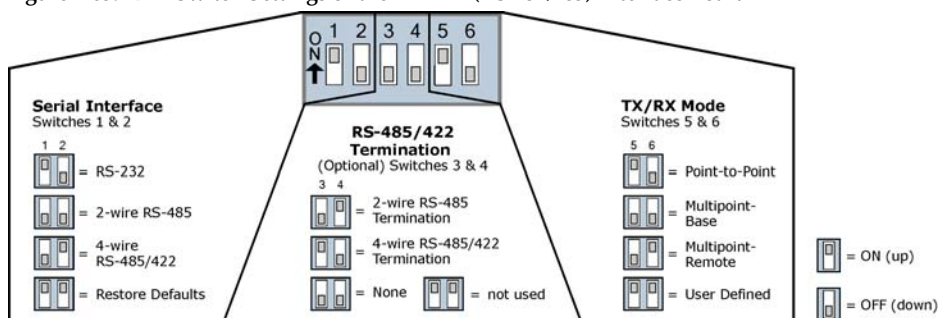 O
N
1 2 3 4 5 6
Serial Interface
Switches 1 & 2
1 2
= RS-232
= 2-wire RS-485
= 4-wire
RS-485/422
= Restore Defaults
RS-485/422
Termination
(Optional) Switches 3 & 4
3 4
= 2-wire RS-485
Termination
= 4-wire RS-485/422
Termination
= None
= not used
TX/RX Mode
Switches 5 & 6
5 6
= Point-to-Point
= Multipoint-
Base
= Multipoint-
Remote
= User Defined
= ON (up)
= OFF (down)